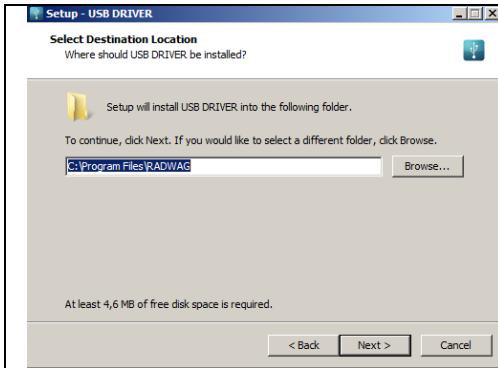 Setup - USB DRIVER
Select Destination Location
Where should USB DRIVER be installed?
Setup will install USB DRIVER into the following folder.
To continue, click Next. If you would like to select a different folder, click Browse.
C:\Program Files\RADWAG
Browse...
At least 4,6 MB of free disk space is required.
< Back
Next >
Cancel